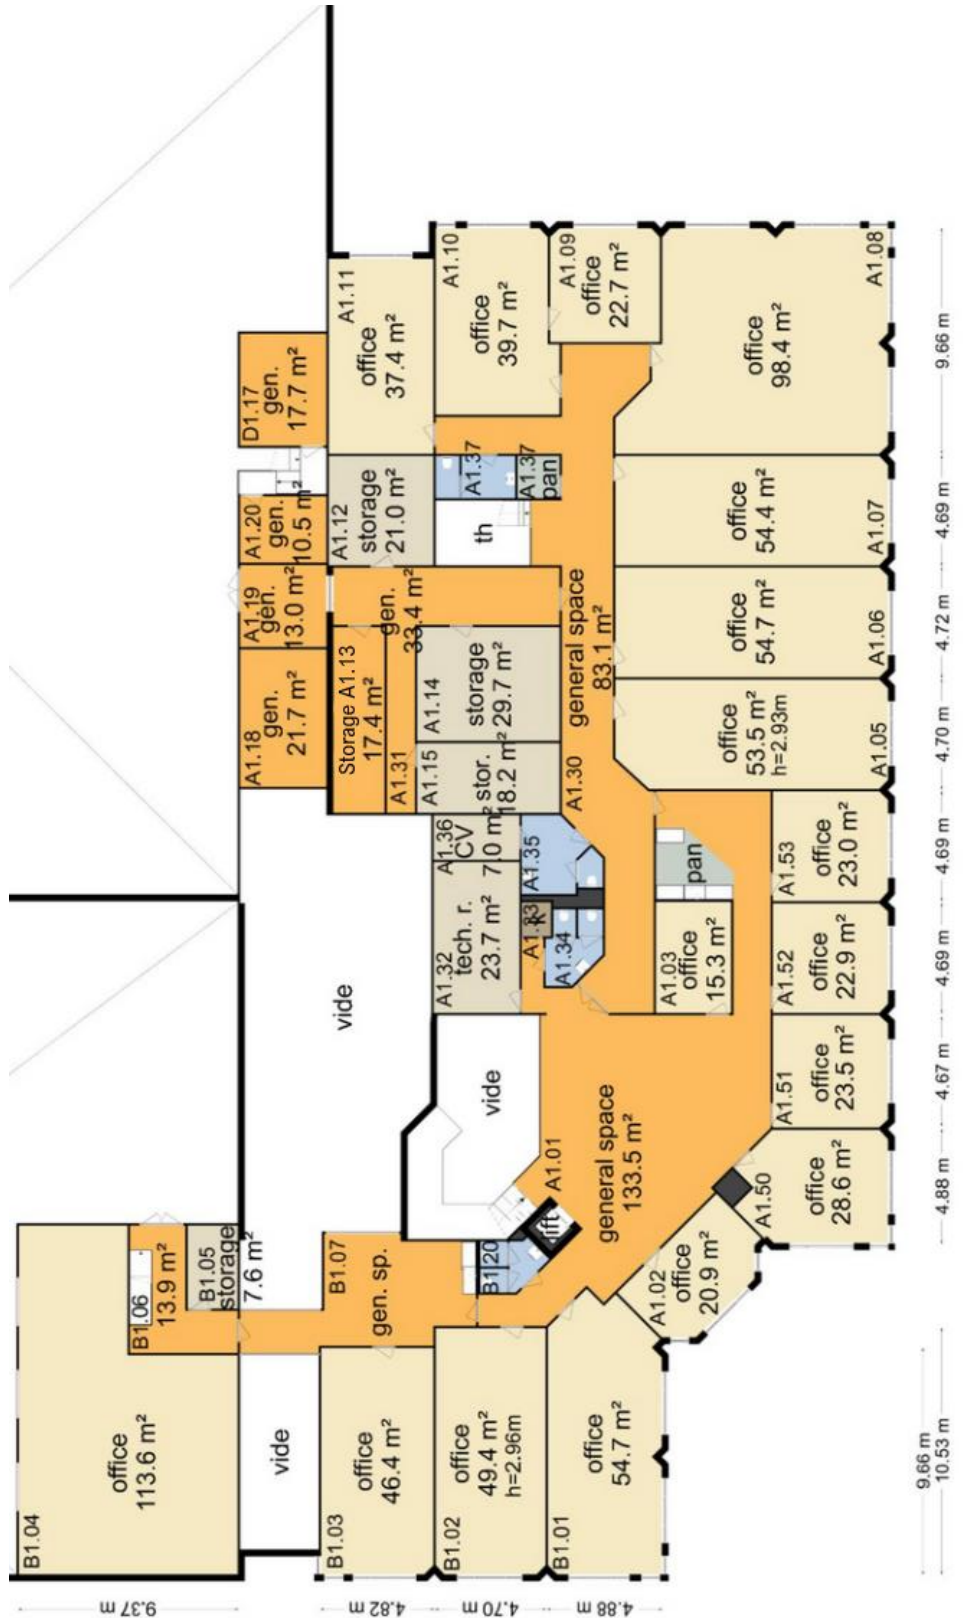 A1.11
office
37.4 m²
A1.10
office
39.7 m²
A1.09
office
22.7 m²
A1.08
office
98.4 m²
D1.17
gen.
17.7 m²
A1.20
gen.
10.5 m²
A1.12
storage
21.0 m²
A1.37
A1.37
pan
th
A1.19
gen.
13.0 m²
gen.
33.4 m²
A1.18
gen.
21.7 m²
Storage A1.13
17.4 m²
A1.31
A1.14
storage
29.7 m²
A1.15
stor.
18.2 m²
A1.30
general space
83.1 m²
office
54.4 m²
A1.07
office
54.7 m²
A1.06
office
53.5 m²
h=2.93m
A1.05
A1.36
CV
7.0 m²
A1.35
A1.32
tech. r.
23.7 m²
A1.33
K
A1.34
pan
A1.03
office
15.3 m²
A1.53
office
23.0 m²
A1.52
office
22.9 m²
A1.51
office
23.5 m²
A1.50
office
28.6 m²
A1.02
office
20.9 m²
vide
vide
A1.01
general space
133.5 m²
lift
B1.20
B1.07
gen. sp.
B1.05
storage
7.6 m²
B1.06
13.9 m²
B1.04
office
113.6 m²
vide
B1.03
office
46.4 m²
B1.02
office
49.4 m²
h=2.96m
B1.01
office
54.7 m²
9.66 m
4.69 m
4.72 m
4.70 m
4.69 m
4.69 m
4.67 m
4.88 m
9.66 m
10.53 m
9.37 m
4.82 m
4.70 m
4.88 m